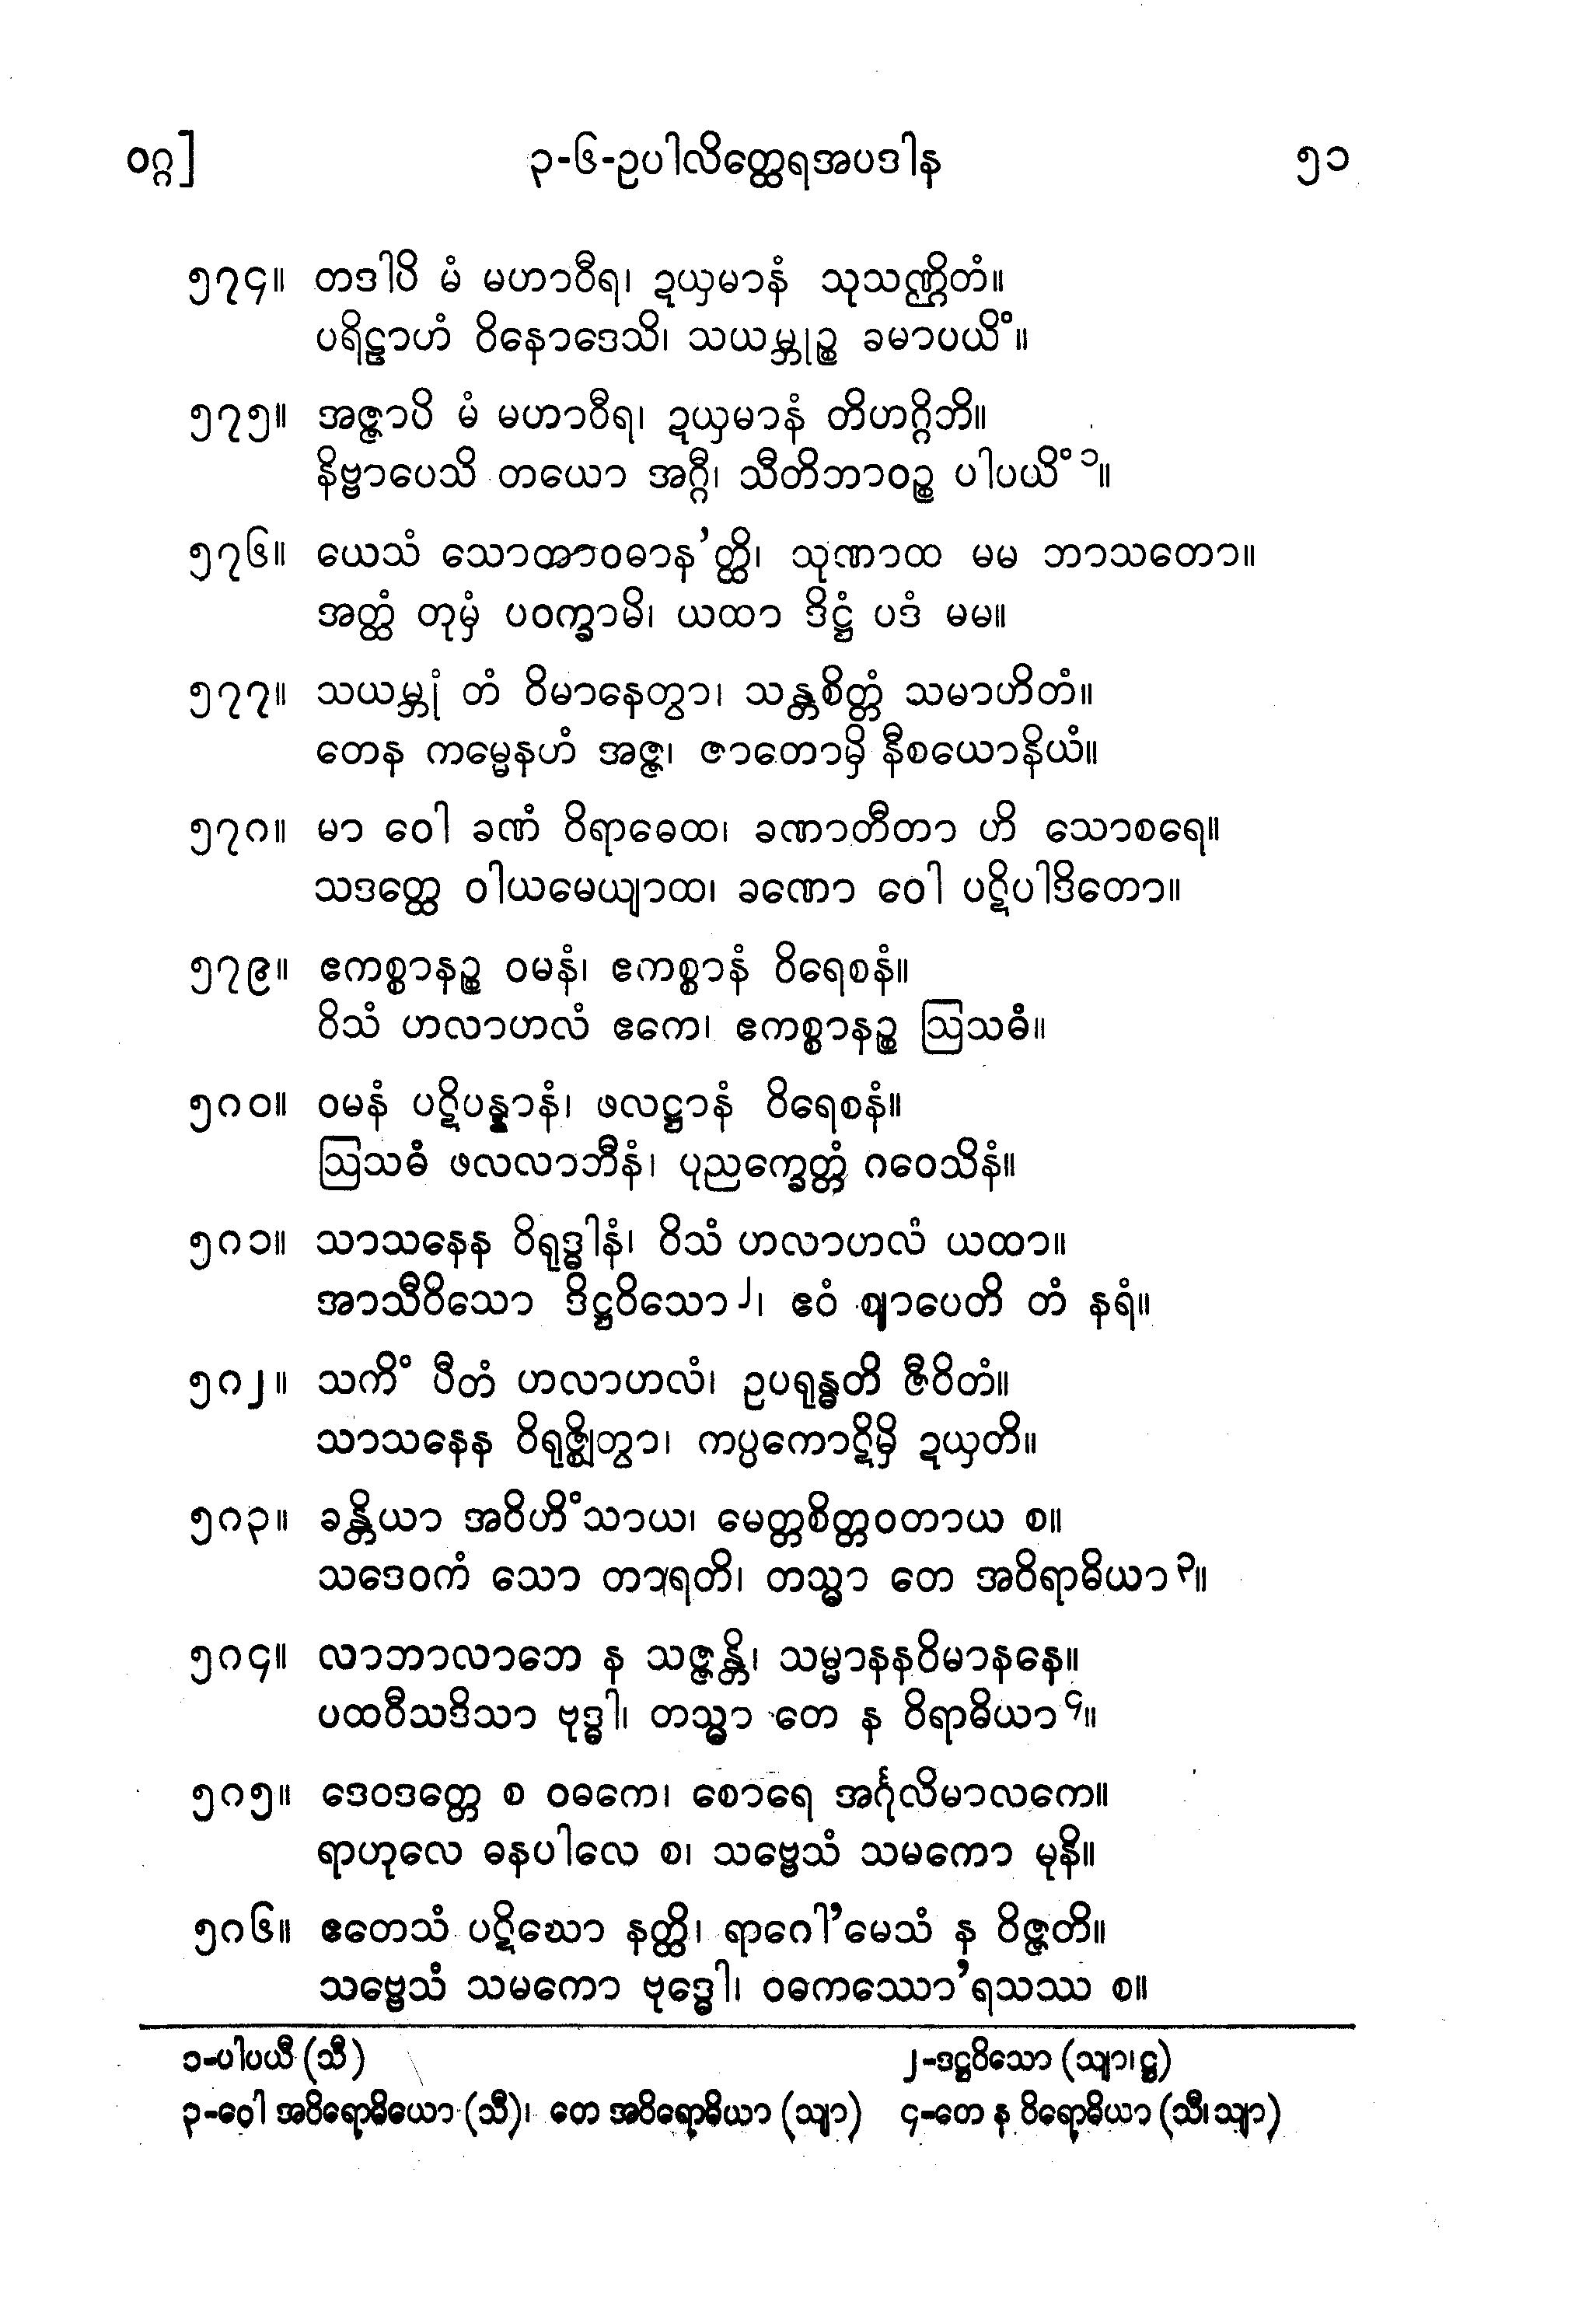 ဝဂ္ဂ]
၃-၆-ဥပါလိတ္ထေရအပဒါန
၅၁
၅၇၄။ တဒါပိ မံ မဟာဝီရ၊ ဍယှမာနံ သုသဏ္ဌိတံ။
ပရိဠာဟံ ဝိနောဒေသိ၊ သယမ္ဘုဉ္စ ခမာပယိံ။
၅၇၅။ အဇ္ဇာပိ မံ မဟာဝီရ၊ ဍယှမာနံ တိဟဂ္ဂိဘိ။
နိဗ္ဗာပေသိ တယော အဂ္ဂီ၊ သီတိဘာဝဉ္စ ပါပယိံ ၁။
၅၇၆။ ယေသံ သောတာဝဓာန’တ္ထိ၊ သုဏာထ မမ ဘာသတော။
အတ္ထံ တုမှံ ပဝက္ခာမိ၊ ယထာ ဒိဋ္ဌံ ပဒံ မမ။
၅၇၇။ သယမ္ဘုံ တံ ဝိမာနေတွာ၊ သန္တစိတ္တံ သမာဟိတံ။
တေန ကမ္မေနဟံ အဇ္ဇ၊ ဇာတောမှိ နီစယောနိယံ။
၅၇၈။ မာ ဝေါ ခဏံ ဝိရာဓေထ၊ ခဏာတီတာ ဟိ သောစရေ။
သဒတ္ထေ ဝါယမေယျာထ၊ ခဏော ဝေါ ပဋိပါဒိတော။
၅၇၉။ ဧကစ္စာနဉ္စ ဝမနံ၊ ဧကစ္စာနံ ဝိရေစနံ။
ဝိသံ ဟလာဟလံ ဧကေ၊ ဧကစ္စာနဉ္စ ဩသဓံ။
၅၈၀။ ဝမနံ ပဋိပန္နာနံ၊ ဖလဋ္ဌာနံ ဝိရေစနံ။
ဩသဓံ ဖလလာဘီနံ၊ ပုညက္ခေတ္တံ ဂဝေသိနံ။
၅၈၁။ သာသနေန ဝိရုဒ္ဓါနံ၊ ဝိသံ ဟလာဟလံ ယထာ။
အာသီဝိသော ဒိဋ္ဌဝိသော ၂၊ ဧဝံ ဈာပေတိ တံ နရံ။
၅၈၂။ သကိံ ပီတံ ဟလာဟလံ၊ ဥပရုန္ဓတိ ဇီဝိတံ။
သာသနေန ဝိရုဇ္ဈိတွာ၊ ကပ္ပကောဋိမှိ ဍယှတိ။
၅၈၃။ ခန္တိယာ အဝိဟိံသာယ၊ မေတ္တစိတ္တဝတာယ စ။
သဒေဝကံ သော တာရတိ၊ တသ္မာ တေ အဝိရာဓိယာ ၃။
၅၈၄။ လာဘာလာဘေ န သဇ္ဇန္တိ၊ သမ္မာနနဝိမာနနေ။
ပထဝီသဒိသာ ဗုဒ္ဓါ၊ တသ္မာ တေ န ဝိရာဓိယာ ၄။
၅၈၅။ ဒေဝဒတ္တေ စ ဝဓကေ၊ စောရေ အင်္ဂုလိမာလကေ။
ရာဟုလေ ဓနပါလေ စ၊ သဗ္ဗေသံ သမကော မုနိ။
၅၈၆။ ဧတေသံ ပဋိဃော နတ္ထိ၊ ရာဂေါ’မေသံ န ဝိဇ္ဇတိ။
သဗ္ဗေသံ သမကော ဗုဒ္ဓေါ၊ ဝဓကဿော’ရသဿ စ။
၁-ပါပယီ (သီ)
၂-ဒဋ္ဌဝိသော (သျာ၊ဋ္ဌ)
၃-ဝေါ အဝိရောဓိယော (သီ)၊ တေ အဝိရောဓိယာ (သျာ)
၄-တေ န ဝိရောဓိယာ (သီ၊သျာ)